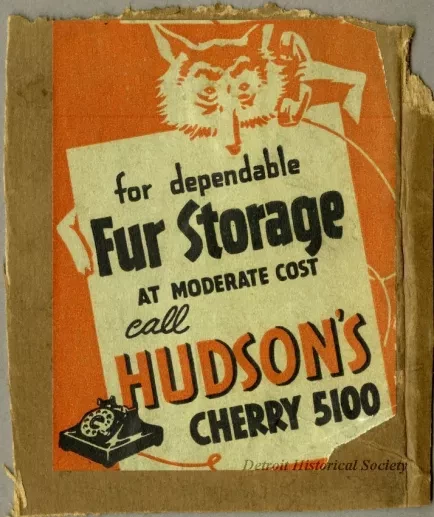 for dependable
Fur Storage
AT MODERATE COST
call
HUDSON'S
CHERRY 5100
Detroit Historical Society